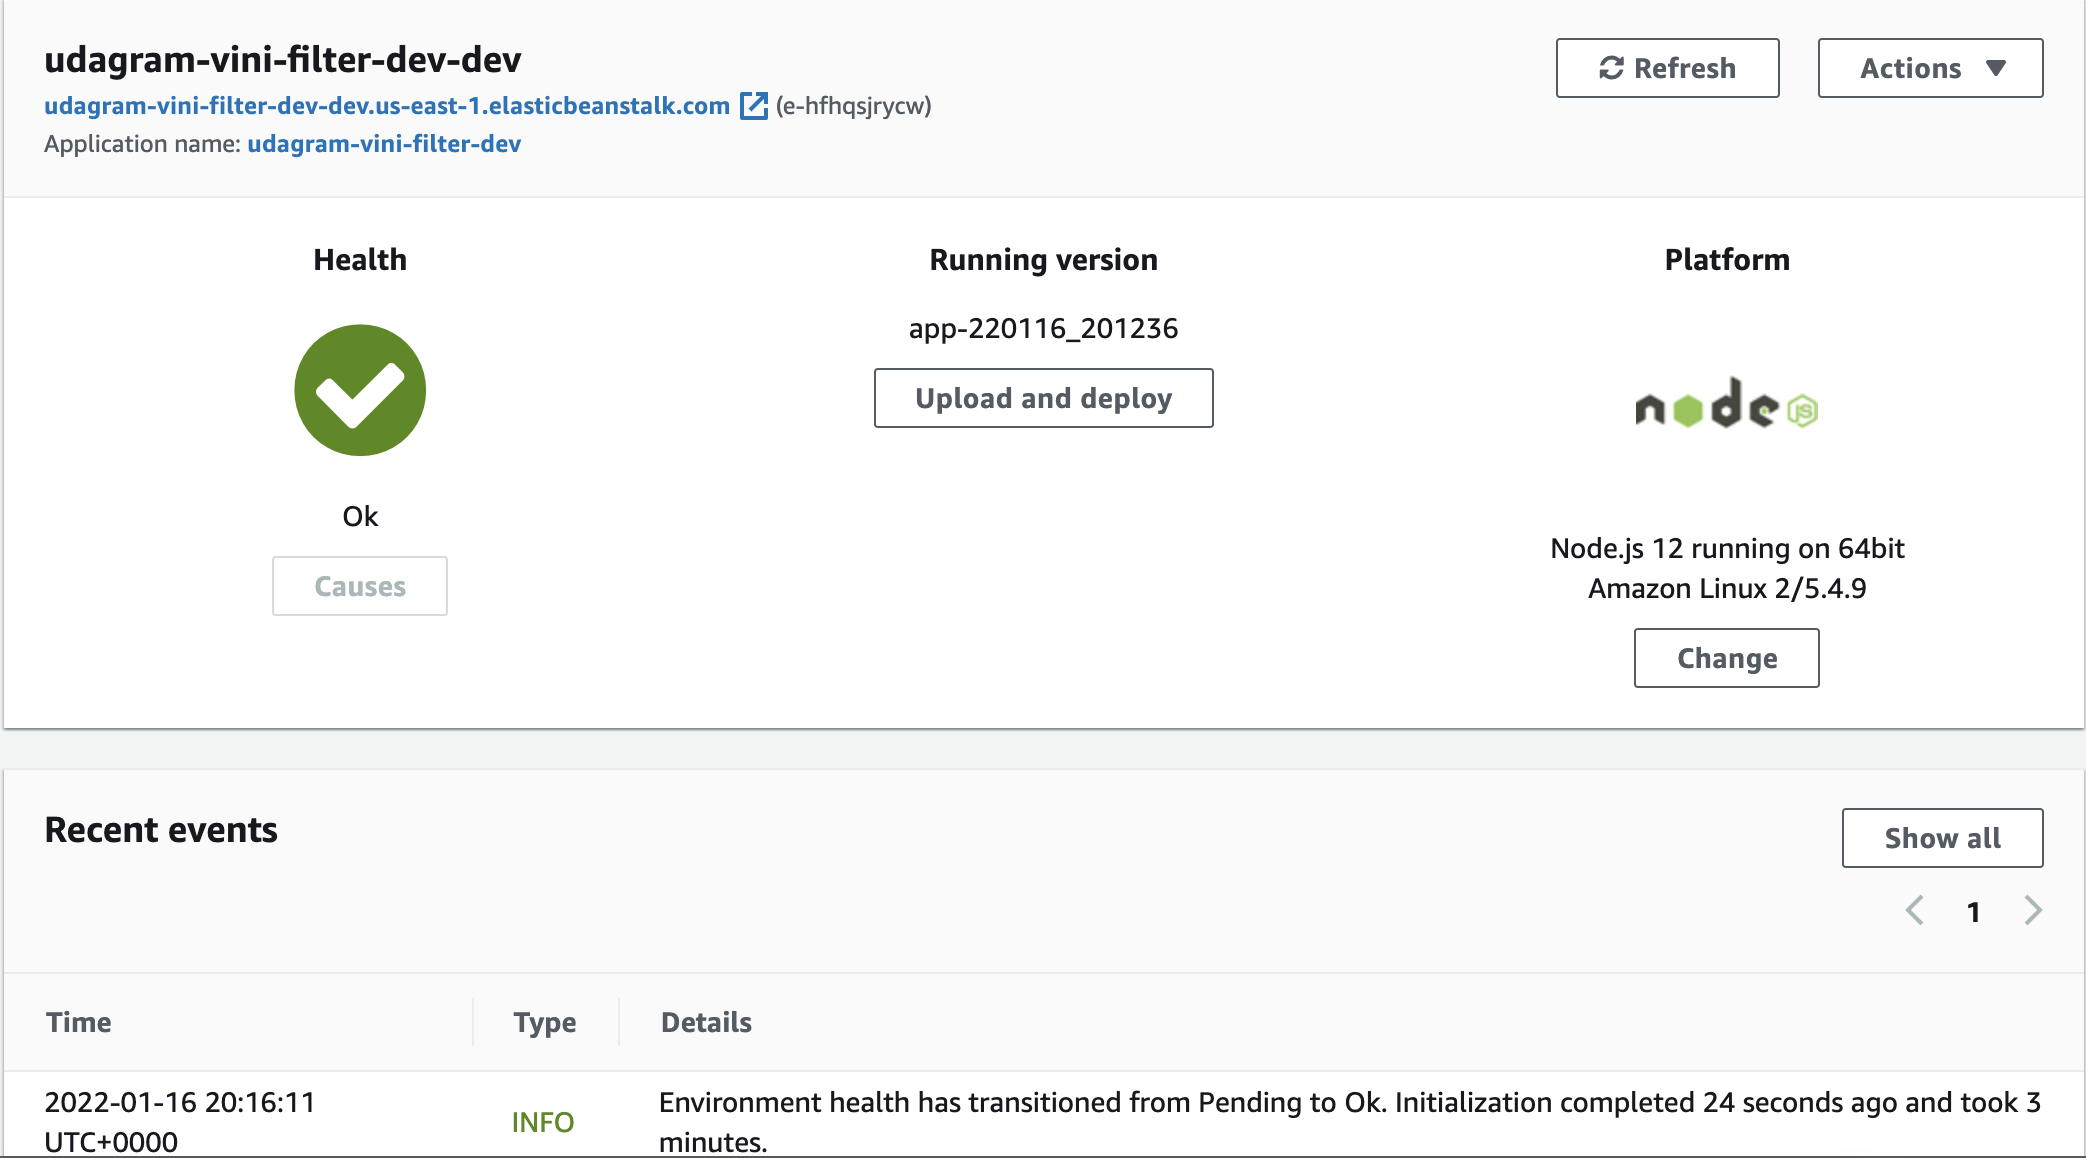 udagram-vini-filter-dev-dev
Refresh
Actions
udagram-vini-filter-dev-dev.us-east-1.elasticbeanstalk.com (e-hfhqsjrycw)
Application name: udagram-vini-filter-dev
Health
Ok
Causes
Running version
app-220116_201236
Upload and deploy
Platform
node JS
Node.js 12 running on 64bit
Amazon Linux 2/5.4.9
Change
Recent events
Show all
1
Time
Type
Details
2022-01-16 20:16:11
UTC+0000
INFO
Environment health has transitioned from Pending to Ok. Initialization completed 24 seconds ago and took 3
minutes.